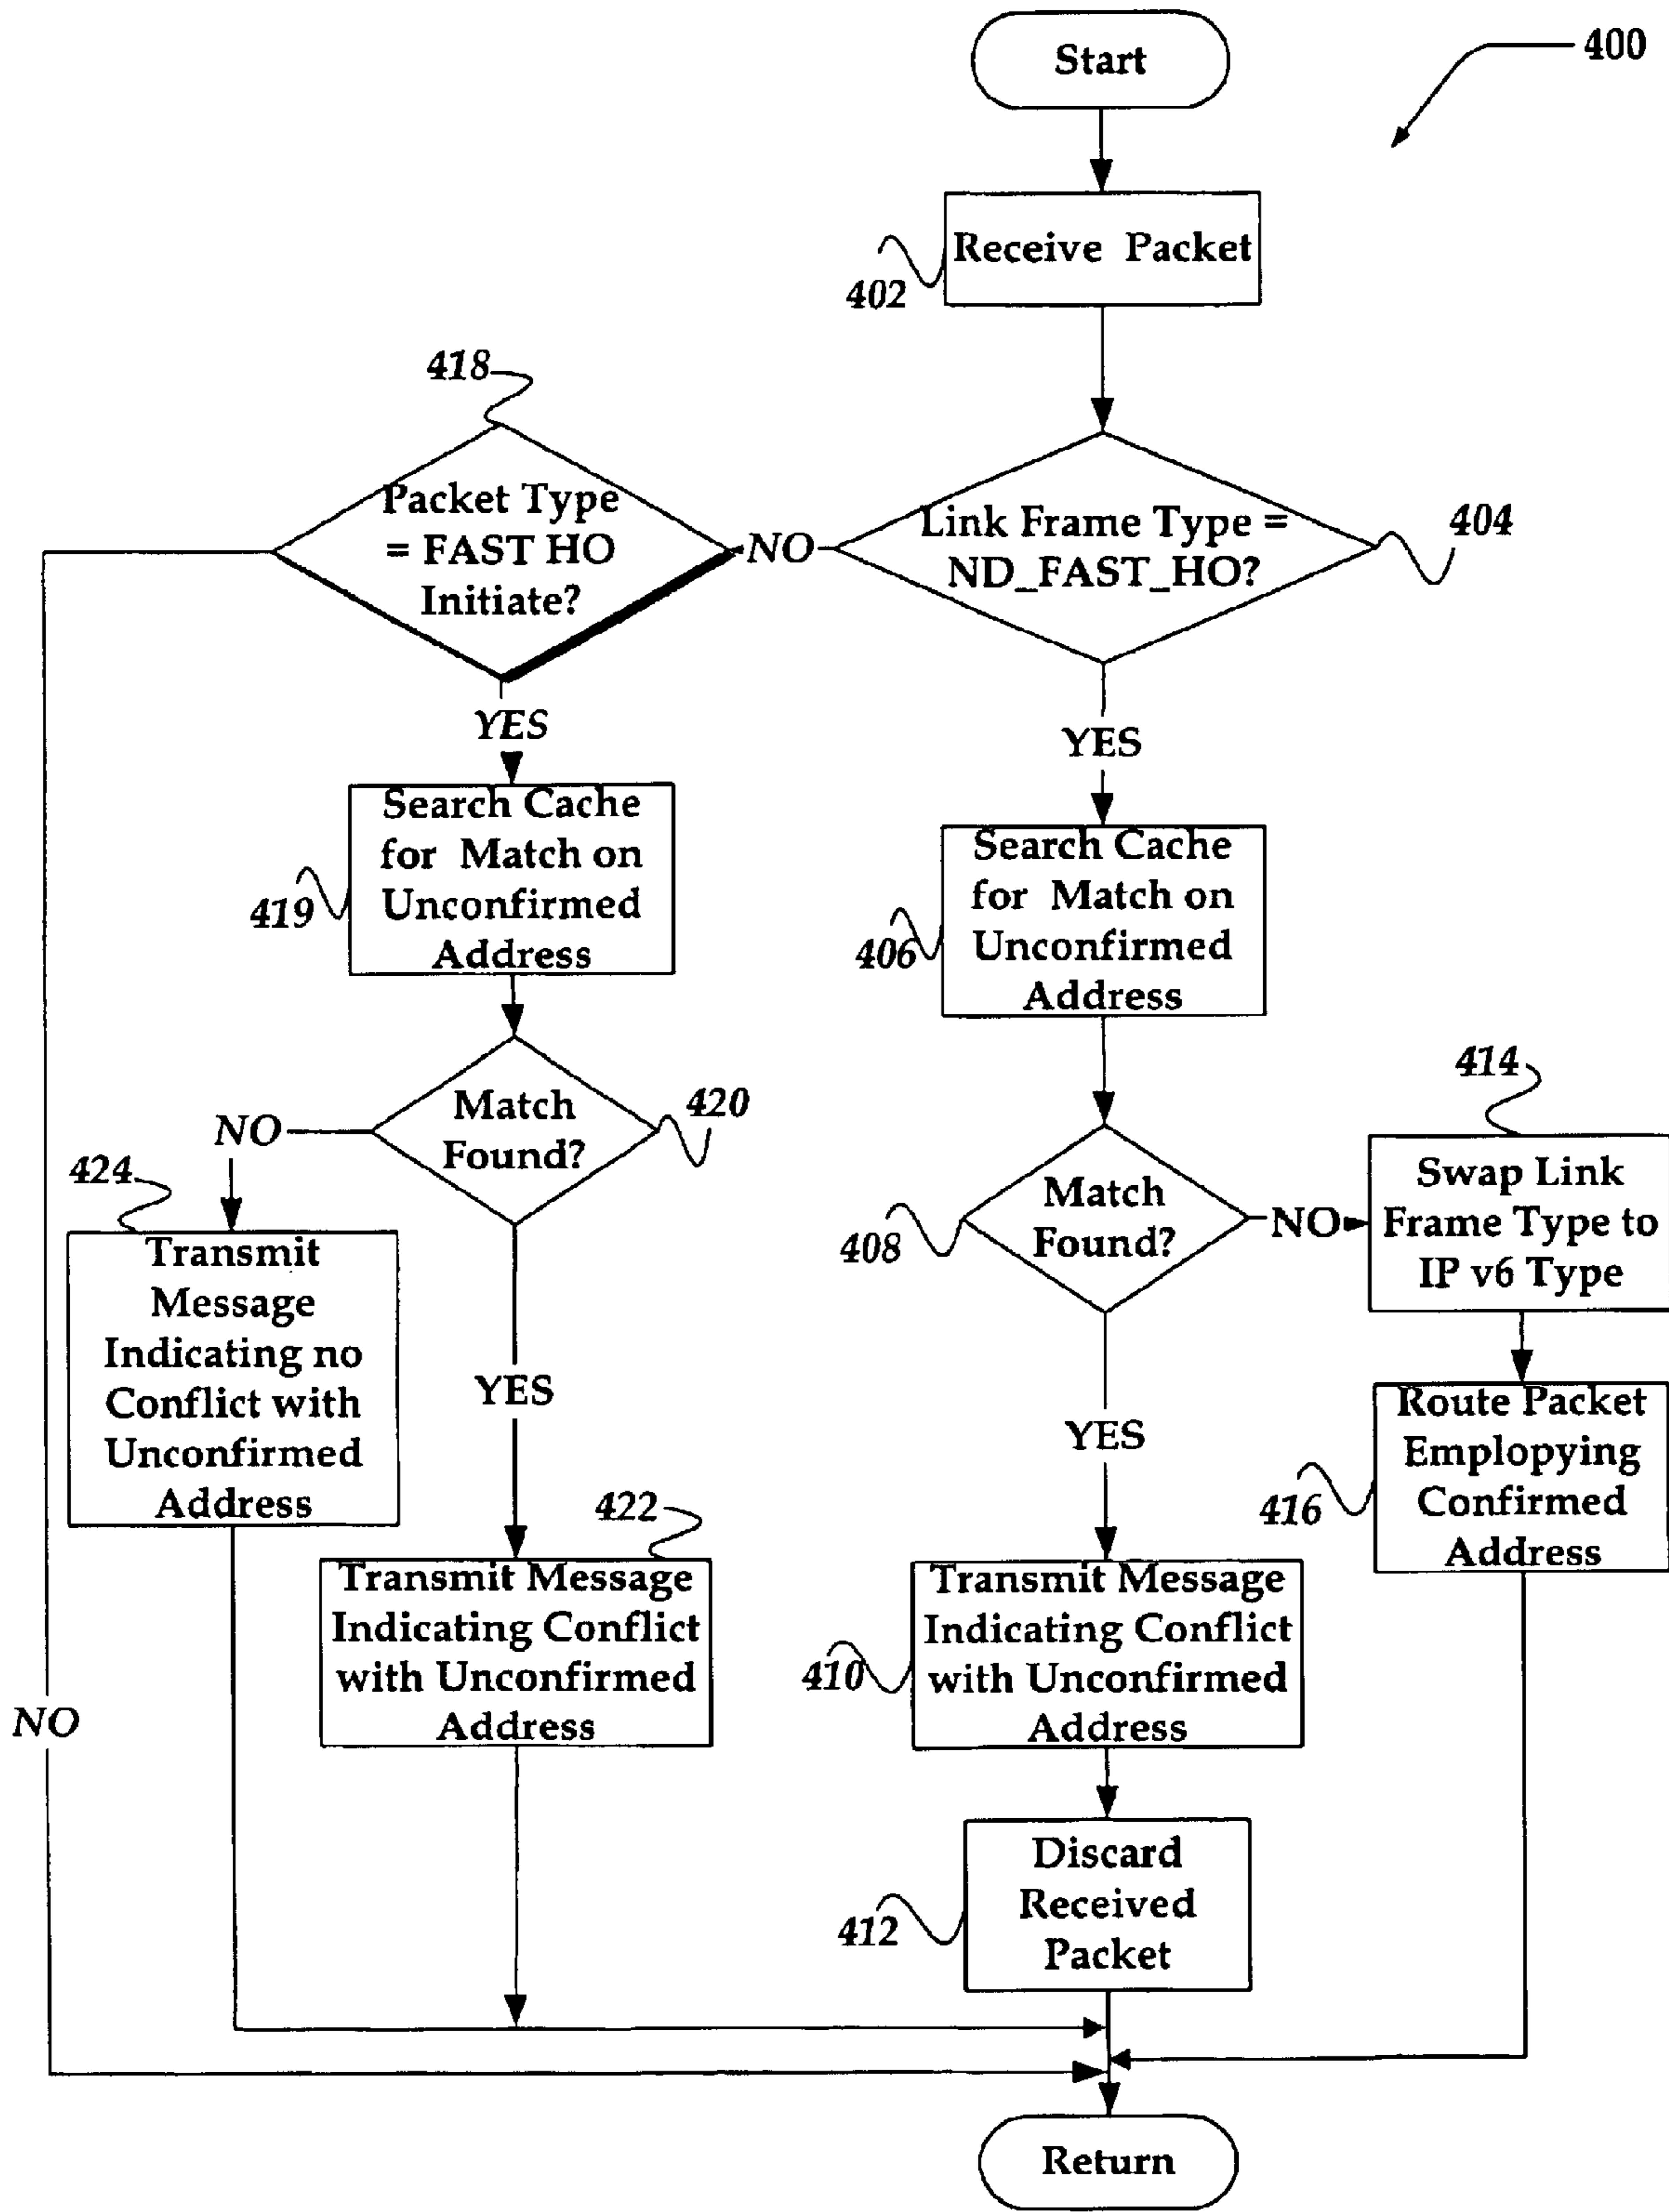 Start
400
Receive Packet
402
418
Packet Type
= FAST HO
Initiate?
NO
Link Frame Type =
ND_FAST_HO?
404
YES
YES
Search Cache
for Match on
Unconfirmed
Address
419
Search Cache
for Match on
Unconfirmed
Address
406
Match
Found?
420
NO
424
Transmit
Message
Indicating no
Conflict with
Unconfirmed
Address
Match
Found?
408
NO
414
Swap Link
Frame Type to
IP v6 Type
YES
YES
Route Packet
Emplopying
Confirmed
Address
416
422
Transmit Message
Indicating Conflict
with Unconfirmed
Address
Transmit Message
Indicating Conflict
with Unconfirmed
Address
410
NO
Discard
Received
Packet
412
Return